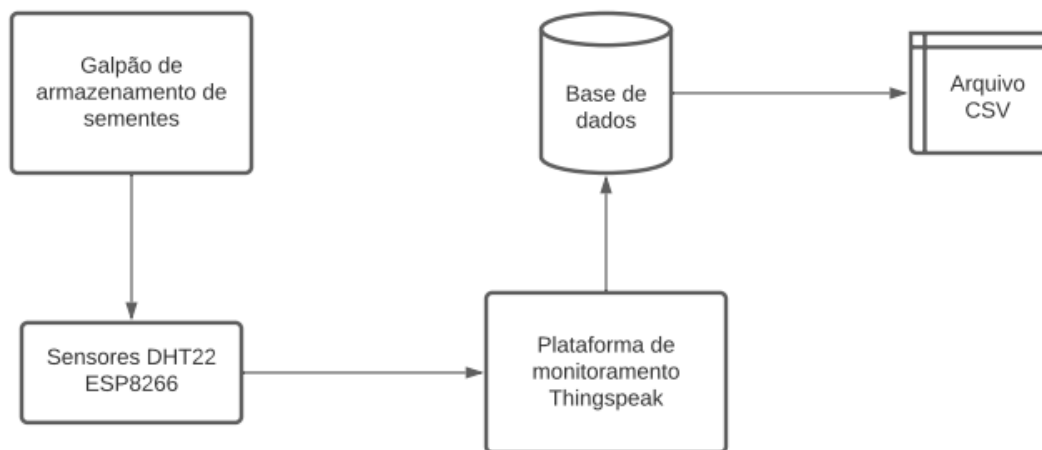 Galpão de
armazenamento de
sementes
Base de
dados
Arquivo
CSV
Sensores DHT22
ESP8266
Plataforma de
monitoramento
Thingspeak